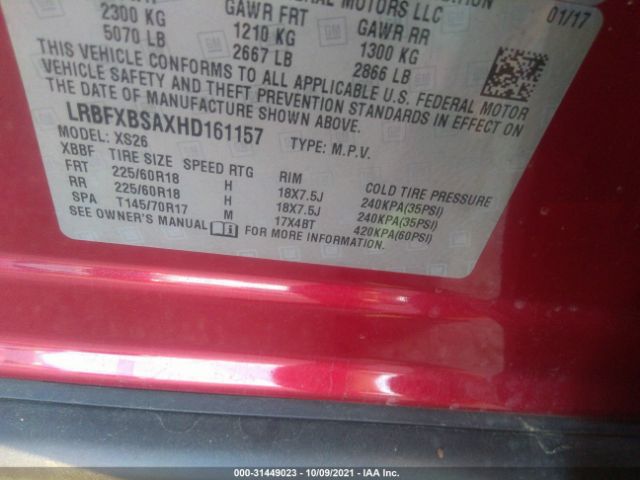 GENERAL MOTORS LLC
01/17
2300 KG GAWR FRT GAWR RR
5070 LB 1210 KG 1300 KG
2667 LB 2866 LB
THIS VEHICLE CONFORMS TO ALL APPLICABLE U.S. FEDERAL MOTOR
VEHICLE SAFETY AND THEFT PREVENTION STANDARDS IN EFFECT ON
THE DATE OF MANUFACTURE SHOWN ABOVE.
LRBFXBSAXHD161157 TYPE: M.P.V.
MODEL: XS26
XBBF TIRE SIZE SPEED RTG RIM COLD TIRE PRESSURE
FRT 225/60R18 H 18X7.5J 240KPA(35PSI)
RR 225/60R18 H 18X7.5J 240KPA(35PSI)
SPA T145/70R17 M 17X4BT 420KPA(60PSI)
SEE OWNER'S MANUAL FOR MORE INFORMATION.
000-31449023 - 10/09/2021 - IAA Inc.